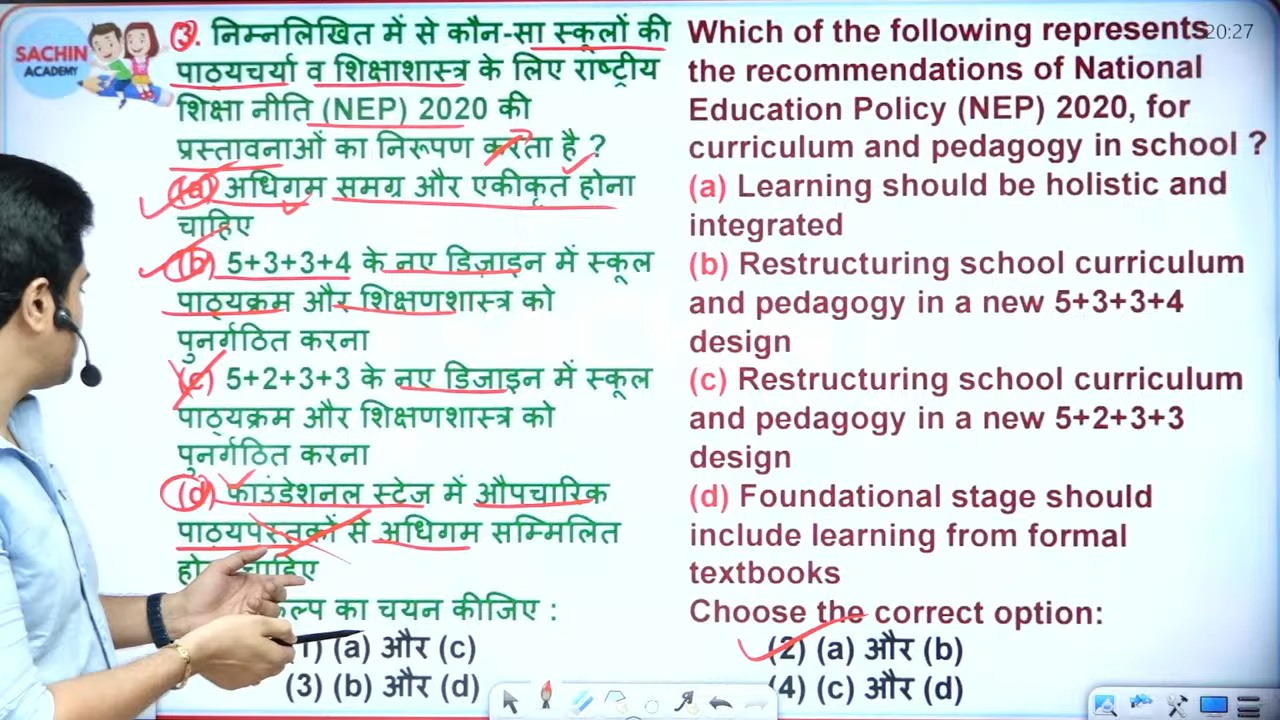 SACHIN
ACADEMY
20:27
3. निम्नलिखित में से कौन-सा स्कूलों की
पाठ्यचर्या व शिक्षाशास्त्र के लिए राष्ट्रीय
शिक्षा नीति (NEP) 2020 की
प्रस्तावनाओं का निरूपण करता है ?
(a) अधिगम समग्र और एकीकृत होना
चाहिए
(b) 5+3+3+4 के नए डिज़ाइन में स्कूल
पाठ्यक्रम और शिक्षणशास्त्र को
पुनर्गठित करना
(c) 5+2+3+3 के नए डिजाइन में स्कूल
पाठ्यक्रम और शिक्षणशास्त्र को
पुनर्गठित करना
(d) फाउंडेशनल स्टेज में औपचारिक
पाठ्यपुस्तकों से अधिगम सम्मिलित
चाहिए
का चयन कीजिए :
(1) (a) और (c)
(3) (b) और (d)
Which of the following represents
the recommendations of National
Education Policy (NEP) 2020, for
curriculum and pedagogy in school ?
(a) Learning should be holistic and
integrated
(b) Restructuring school curriculum
and pedagogy in a new 5+3+3+4
design
(c) Restructuring school curriculum
and pedagogy in a new 5+2+3+3
design
(d) Foundational stage should
include learning from formal
textbooks
Choose the correct option:
(2) (a) और (b)
(4) (c) और (d)